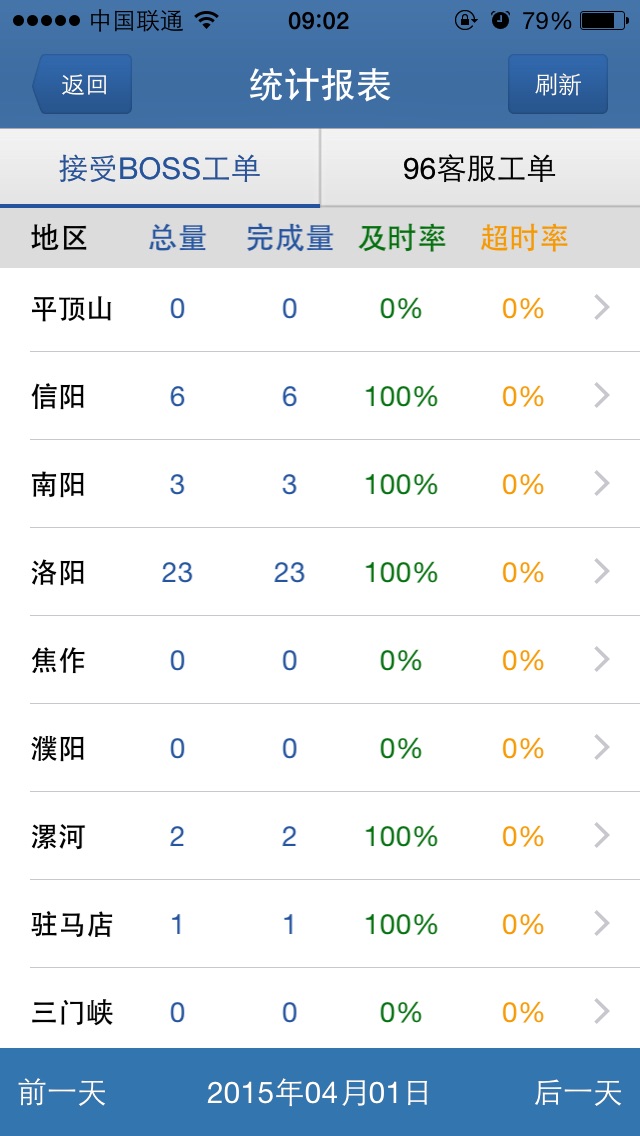 中国联通 09:02 79%
返回 统计报表 刷新
接受BOSS工单 96客服工单
地区 总量 完成量 及时率 超时率
平顶山 0 0 0% 0%
信阳 6 6 100% 0%
南阳 3 3 100% 0%
洛阳 23 23 100% 0%
焦作 0 0 0% 0%
濮阳 0 0 0% 0%
漯河 2 2 100% 0%
驻马店 1 1 100% 0%
三门峡 0 0 0% 0%
前一天 2015年04月01日 后一天